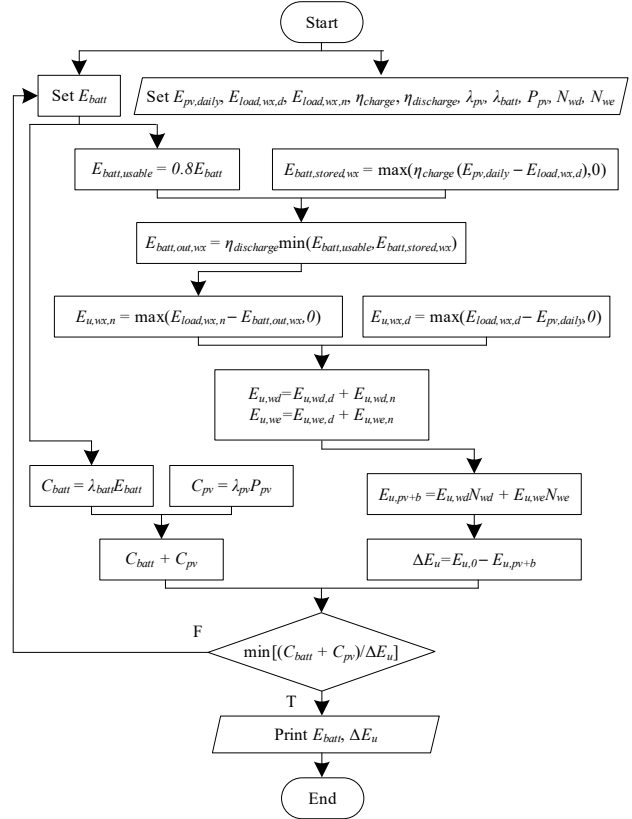 Start
Set E_batt
Set E_pv,daily, E_load,wx,d, E_load,wx,n, η_charge, η_discharge, λ_pv, λ_batt, P_pv, N_wd, N_we
E_batt,usable = 0.8E_batt
E_batt,stored,wx = max(η_charge (E_pv,daily − E_load,wx,d),0)
E_batt,out,wx = η_discharge min(E_batt,usable,E_batt,stored,wx)
E_u,wx,n = max(E_load,wx,n − E_batt,out,wx,0)
E_u,wx,d = max(E_load,wx,d − E_pv,daily,0)
E_u,wd=E_u,wd,d + E_u,wd,n
E_u,we=E_u,we,d + E_u,we,n
C_batt = λ_batt E_batt
C_pv = λ_pv P_pv
E_u,pv+b =E_u,wd N_wd + E_u,we N_we
C_batt + C_pv
ΔE_u=E_u,0 − E_u,pv+b
F
min[(C_batt + C_pv)/ΔE_u]
T
Print E_batt, ΔE_u
End